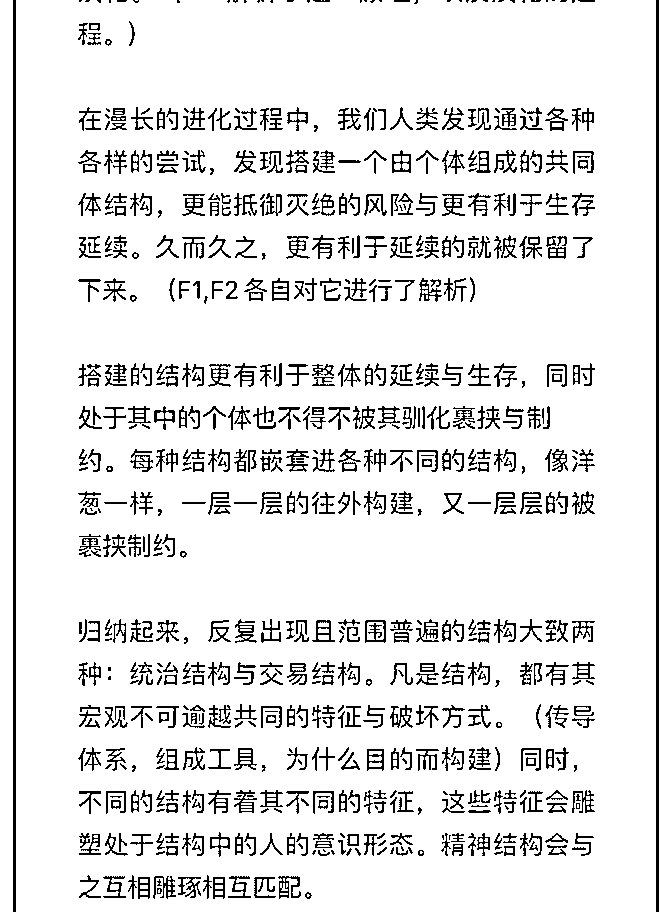 程。）
在漫长的进化过程中，我们人类发现通过各种
各样的尝试，发现搭建一个由个体组成的共同
体结构，更能抵御灭绝的风险与更有利于生存
延续。久而久之，更有利于延续的就被保留了
下来。（F1,F2各自对它进行了解析）
搭建的结构更有利于整体的延续与生存，同时
处于其中的个体也不得不被其驯化裹挟与制
约。每种结构都嵌套进各种不同的结构，像洋
葱一样，一层一层的往外构建，又一层层的被
裹挟制约。
归纳起来，反复出现且范围普遍的结构大致两
种：统治结构与交易结构。凡是结构，都有其
宏观不可逾越共同的特征与破坏方式。（传导
体系，组成工具，为什么目的而构建）同时，
不同的结构有着其不同的特征，这些特征会雕
塑处于结构中的人的意识形态。精神结构会与
之互相雕琢相互匹配。